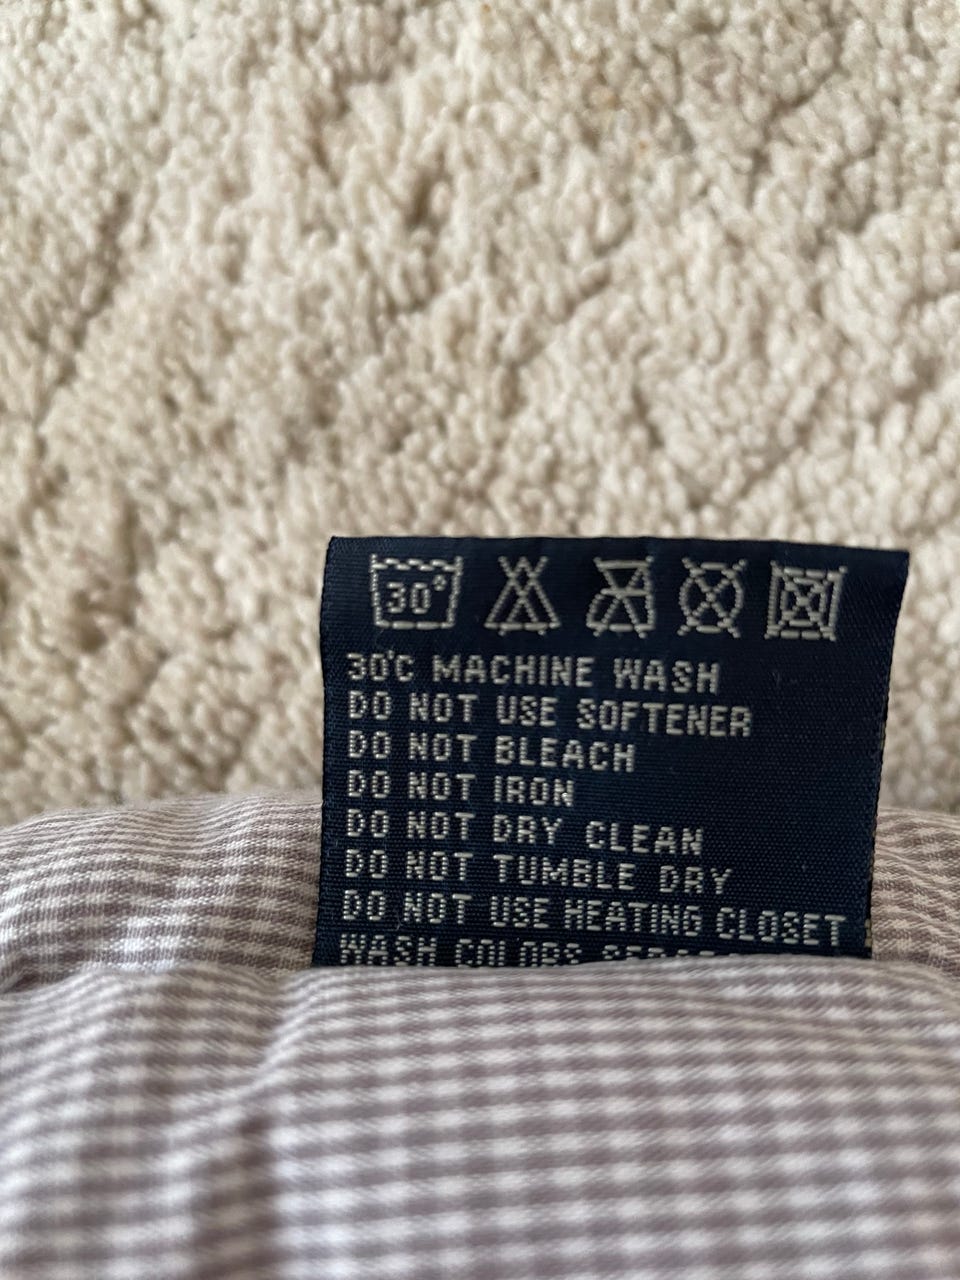 30°
30°C MACHINE WASH
DO NOT USE SOFTENER
DO NOT BLEACH
DO NOT IRON
DO NOT DRY CLEAN
DO NOT TUMBLE DRY
DO NOT USE HEATING CLOSET
WASH COLORS